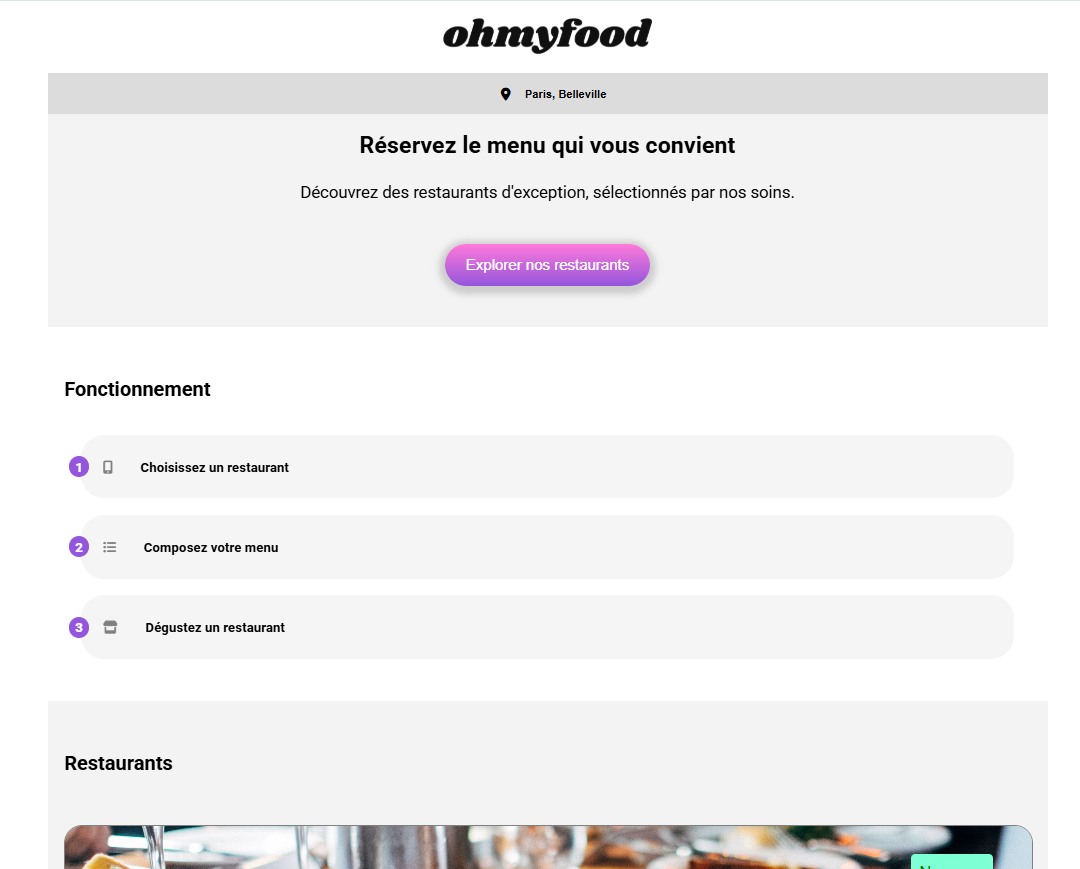 ohmyfood
Paris, Belleville
Réservez le menu qui vous convient
Découvrez des restaurants d'exception, sélectionnés par nos soins.
Explorer nos restaurants
Fonctionnement
1 Choisissez un restaurant
2 Composez votre menu
3 Dégustez un restaurant
Restaurants